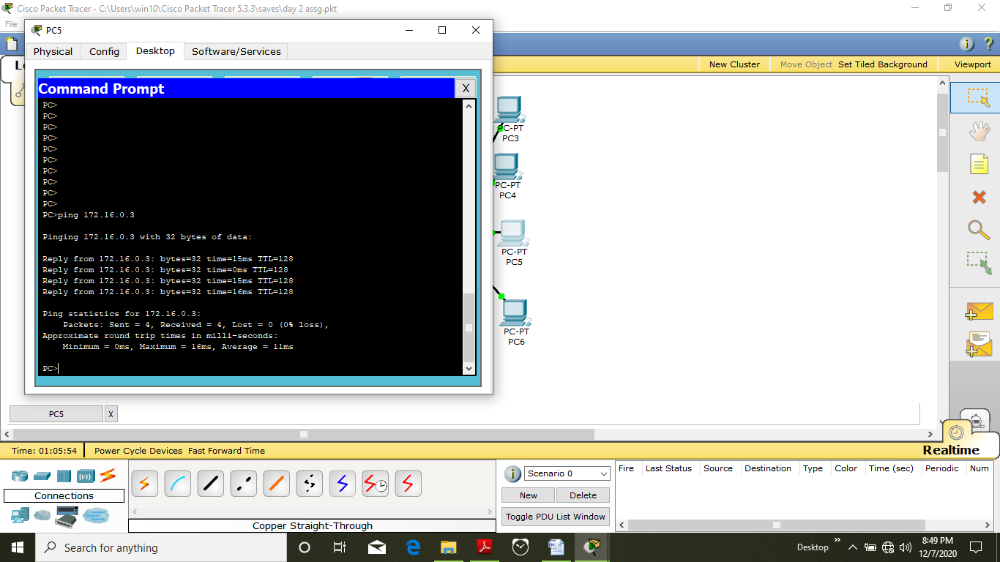 Cisco Packet Tracer - C:\Users\win10\Cisco Packet Tracer 5.3.3\saves\day 2 assg.pkt
File
PC5
Physical Config Desktop Software/Services
New Cluster Move Object Set Tiled Background Viewport
Command Prompt X
PC>
PC>
PC>
PC>
PC>
PC>
PC>
PC>
PC>
PC>
PC>ping 172.16.0.3
Pinging 172.16.0.3 with 32 bytes of data:
Reply from 172.16.0.3: bytes=32 time=15ms TTL=128
Reply from 172.16.0.3: bytes=32 time=0ms TTL=128
Reply from 172.16.0.3: bytes=32 time=15ms TTL=128
Reply from 172.16.0.3: bytes=32 time=16ms TTL=128
Ping statistics for 172.16.0.3:
Packets: Sent = 4, Received = 4, Lost = 0 (0% loss),
Approximate round trip times in milli-seconds:
Minimum = 0ms, Maximum = 16ms, Average = 11ms
PC>
PC-PT
PC3
PC-PT
PC4
PC-PT
PC5
PC-PT
PC6
PC5 X
Time: 01:05:54 Power Cycle Devices Fast Forward Time
Realtime
Connections
Copper Straight-Through
Scenario 0
New Delete
Toggle PDU List Window
Fire Last Status Source Destination Type Color Time (sec) Periodic Num
Search for anything
Desktop
8:49 PM
12/7/2020